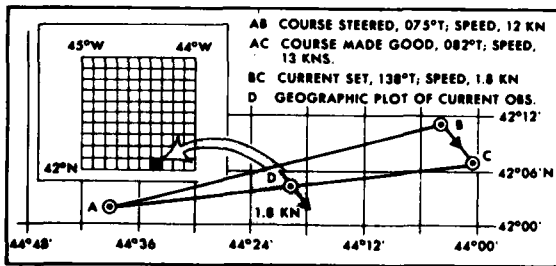 AB COURSE STEERED, 075°T; SPEED, 12 KN
AC COURSE MADE GOOD, 082°T; SPEED, 13 KNS.
BC CURRENT SET, 138°T; SPEED, 1.8 KN
D GEOGRAPHIC PLOT OF CURRENT OBS.
45°W 44°W
42°N
42°12'
B
42°06'N
C
D
A
1.8 KN
42°00'
44°48' 44°36' 44°24' 44°12' 44°00'